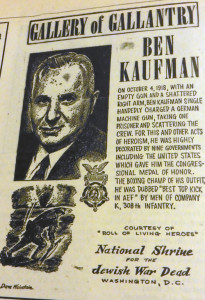 GALLERY of GALLANTRY
BEN
KAUFMAN
ON OCTOBER 4, 1918, WITH AN
EMPTY GUN AND A SHATTERED
RIGHT ARM, BEN KAUFMAN SINGLE
HANDEDLY CHARGED A GERMAN
MACHINE GUN, TAKING ONE
PRISONER AND SCATTERING THE
CREW. FOR THIS AND OTHER ACTS
OF HEROISM, HE WAS HIGHLY
DECORATED BY NINE GOVERNMENTS
INCLUDING THE UNITED STATES
WHICH GAVE HIM THE CONGRES-
SIONAL MEDAL OF HONOR.
THE BOXING CHAMP OF HIS OUTFIT,
HE WAS DUBBED "BEST TOP KICK
IN AEF" BY MEN OF COMPANY
K, 308th INFANTRY.
COURTESY OF
"ROLL OF LIVING HEROES"
National Shrine
FOR THE
Jewish War Dead
WASHINGTON, D.C.